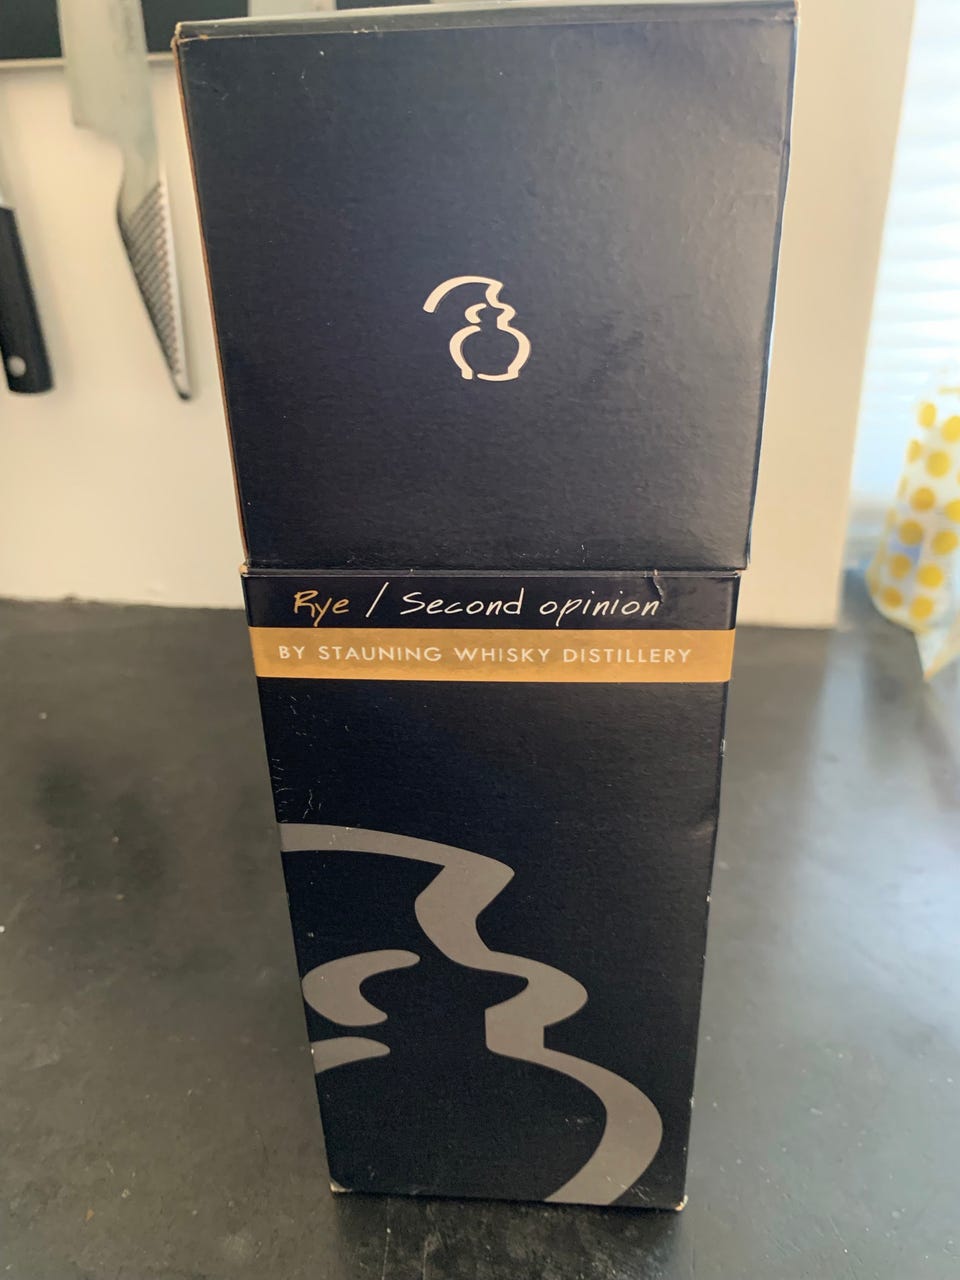 Rye / Second opinion
BY STAUNING WHISKY DISTILLERY